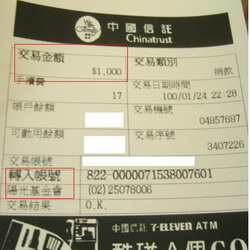 中國信託
Chinatrust
交易金額 交易類別
$1,000 捐款
手續費 交易日期時間
17 100/01/24 22:28
帳戶餘額 交易機號
04957697
可動用餘額 交易序號
3407226
交易帳號
轉入帳號 822-0000071538007601
陽光基金會 (02)25078006
交易結果 O.K.
中國信託 7-ELEVEN ATM